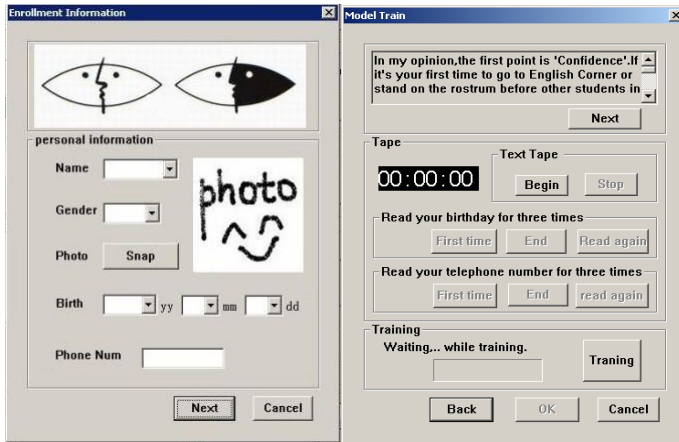 Enrollment Information
personal information
Name
photo
Gender
Photo Snap
Birth yy mm dd
Phone Num
Next Cancel
Model Train
In my opinion,the first point is 'Confidence'.If
it's your first time to go to English Corner or
stand on the rostrum before other students in
Next
Tape
Text Tape
00:00:00 Begin Stop
Read your birthday for three times
First time End Read again
Read your telephone number for three times
First time End read again
Training
Waiting,... while training.
Traning
Back OK Cancel